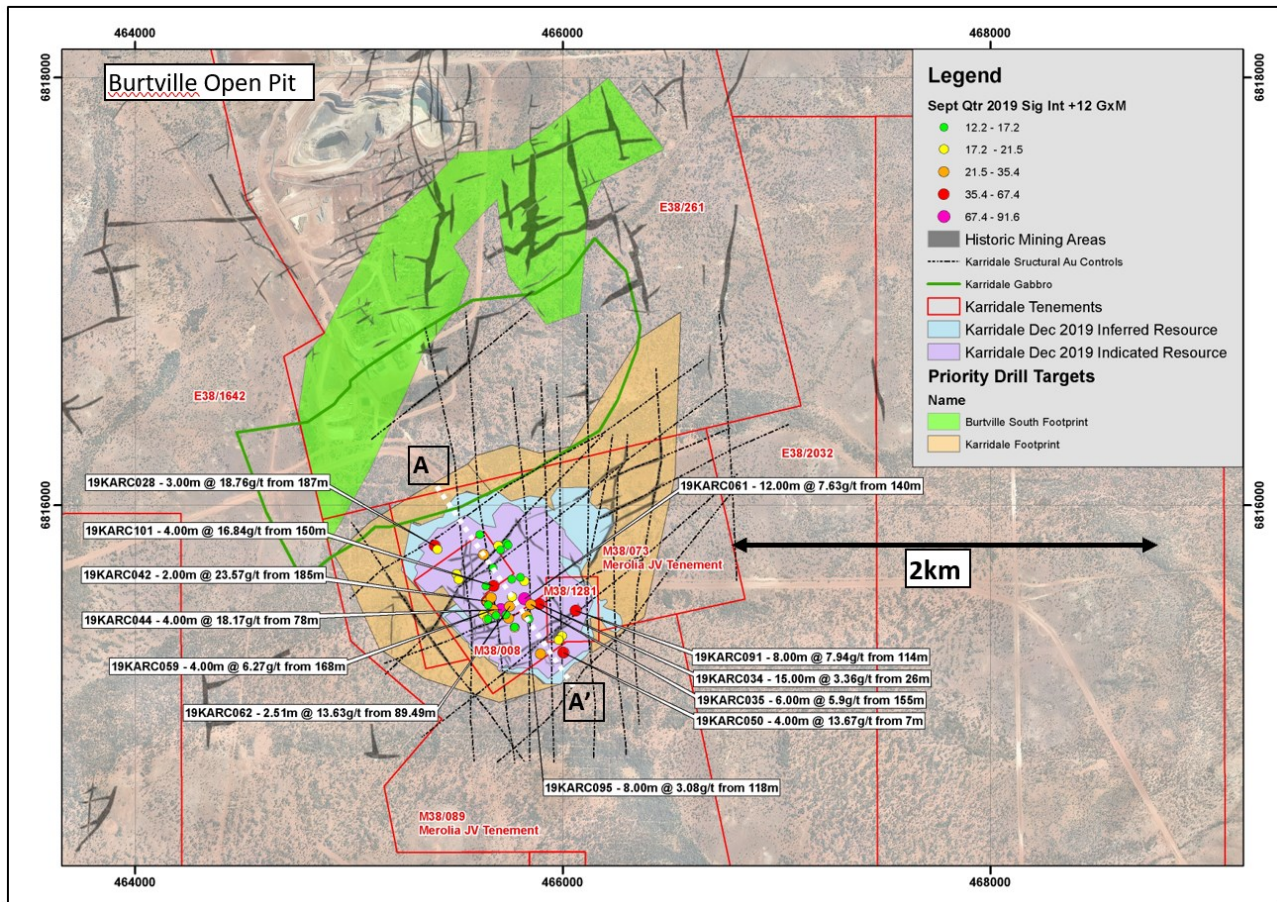 464000
466000
468000
6818000
6818000
Burtville Open Pit
Legend
Sept Qtr 2019 Sig Int +12 GxM
12.2 - 17.2
17.2 - 21.5
21.5 - 35.4
35.4 - 67.4
67.4 - 91.6
Historic Mining Areas
Karridale Sructural Au Controls
Karridale Gabbro
Karridale Tenements
Karridale Dec 2019 Inferred Resource
Karridale Dec 2019 Indicated Resource
Priority Drill Targets
Name
Burtville South Footprint
Karridale Footprint
E38/261
E38/1642
E38/2032
A
19KARC028 - 3.00m @ 18.76g/t from 187m
19KARC061 - 12.00m @ 7.63g/t from 140m
6816000
6816000
19KARC101 - 4.00m @ 16.84g/t from 150m
M38/073
Merolia JV Tenement
2km
19KARC042 - 2.00m @ 23.57g/t from 185m
M38/1281
19KARC044 - 4.00m @ 18.17g/t from 78m
M38/008
19KARC059 - 4.00m @ 6.27g/t from 168m
19KARC091 - 8.00m @ 7.94g/t from 114m
19KARC034 - 15.00m @ 3.36g/t from 26m
19KARC035 - 6.00m @ 5.9g/t from 155m
19KARC050 - 4.00m @ 13.67g/t from 7m
A’
19KARC062 - 2.51m @ 13.63g/t from 89.49m
19KARC095 - 8.00m @ 3.08g/t from 118m
M38/089
Merolia JV Tenement
464000
466000
468000